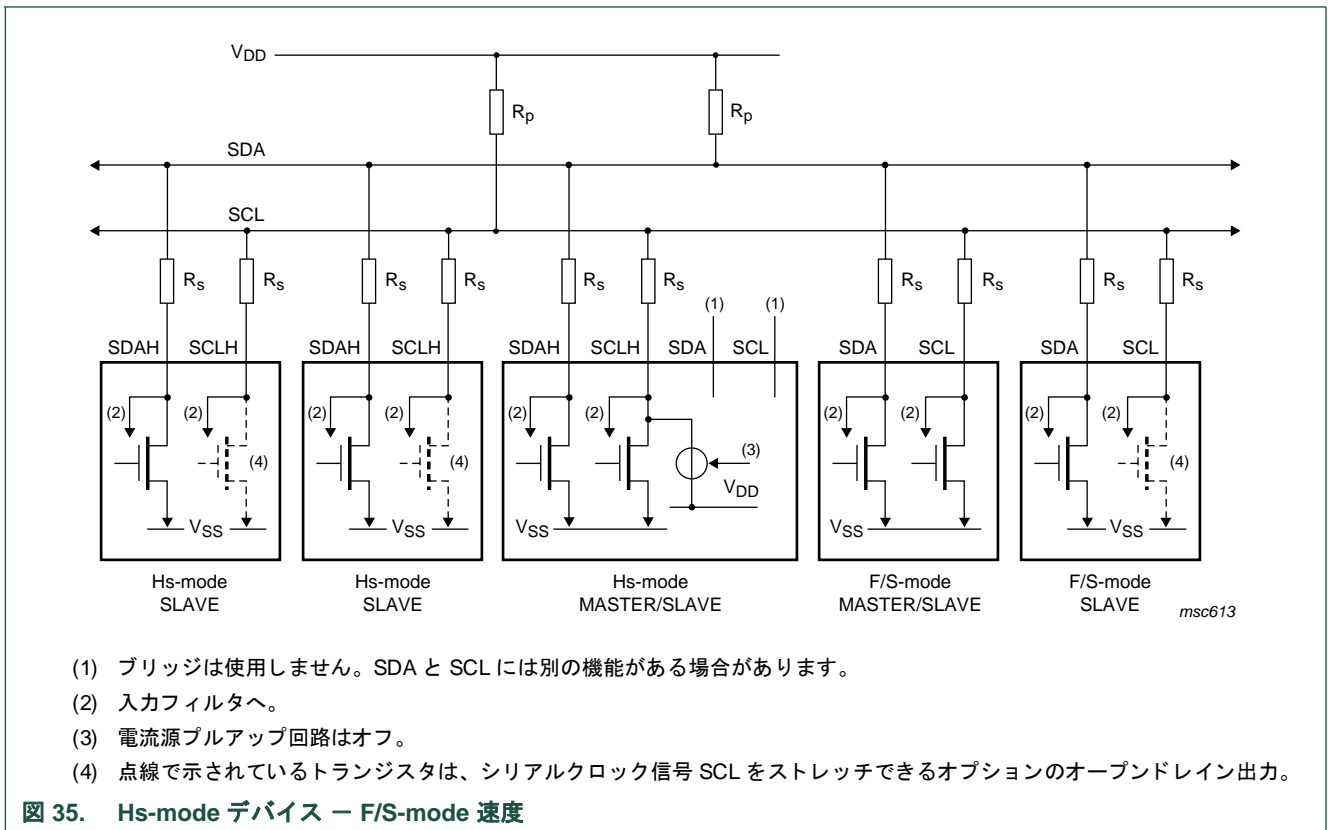 VDD
Rp Rp
SDA
SCL
Rs Rs Rs Rs Rs Rs Rs Rs Rs Rs
(1) (1)
SDAH SCLH SDAH SCLH SDAH SCLH SDA SCL SDA SCL SDA SCL
(2) (2) (2) (2) (2) (2) (2) (2) (2) (2)
(4) (4) (3) (4)
VDD
VSS VSS VSS VSS VSS
Hs-mode Hs-mode Hs-mode F/S-mode F/S-mode
SLAVE SLAVE MASTER/SLAVE MASTER/SLAVE SLAVE
msc613
(1) ブリッジは使用しません。SDA と SCL には別の機能がある場合があります。
(2) 入力フィルタへ。
(3) 電流源プルアップ回路はオフ。
(4) 点線で示されているトランジスタは、シリアルクロック信号 SCL をストレッチできるオプションのオープンドレイン出力。
図 35. Hs-mode デバイス － F/S-mode 速度